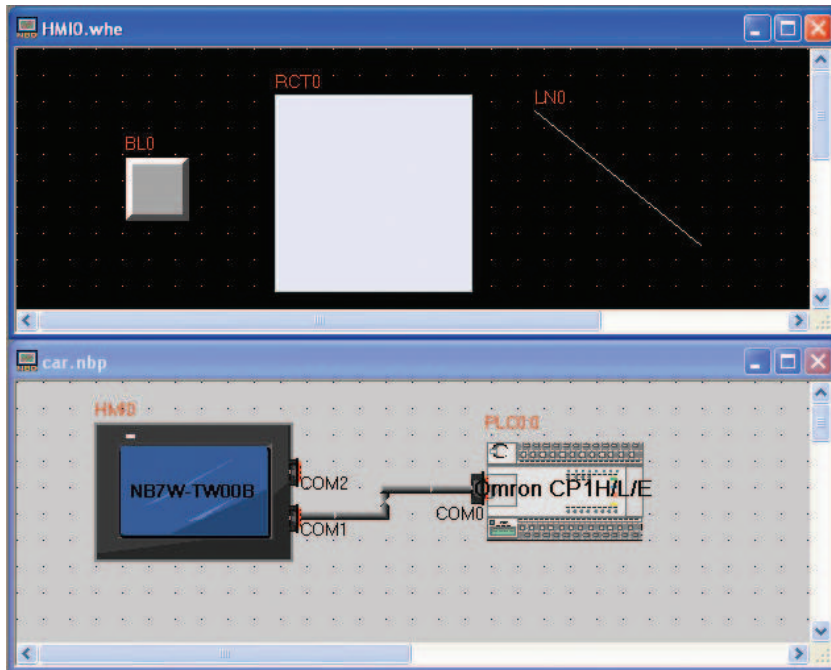 HMI0.whe
RCT0
LN0
BL0
car.nbp
HMI0
PLC0:0
NB7W-TW00B
COM2
Omron CP1H/L/E
COM0
COM1